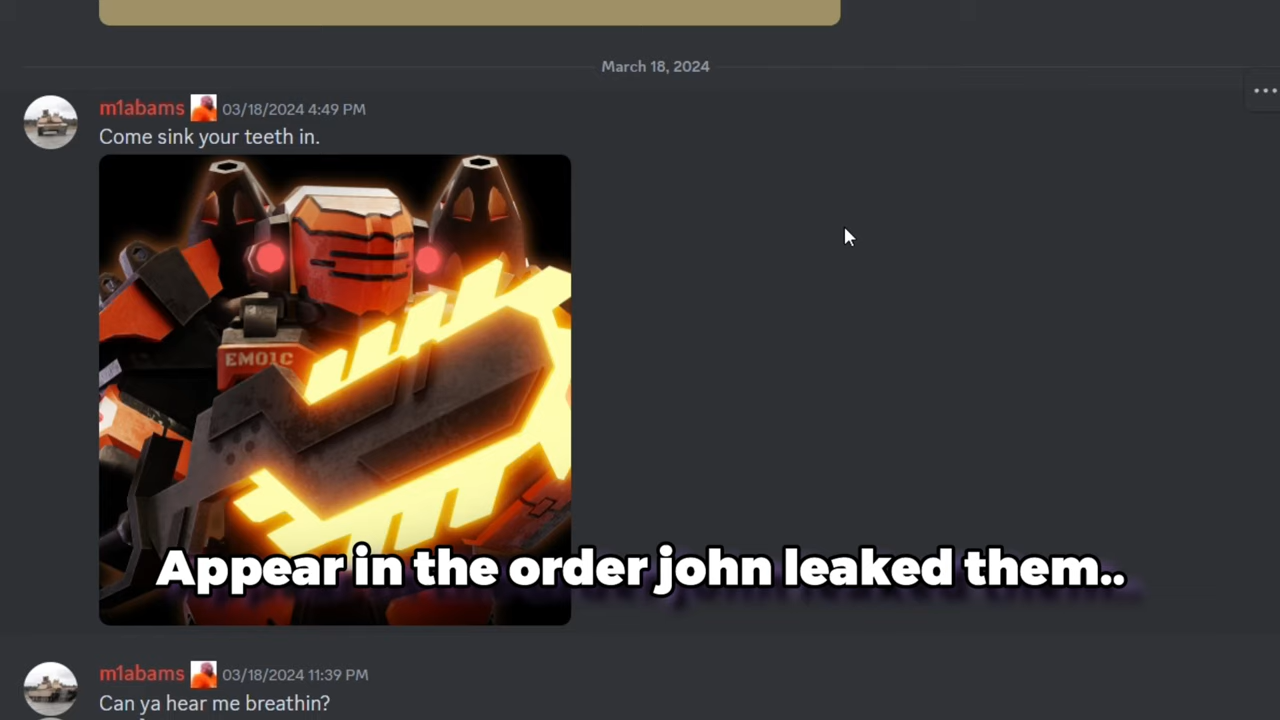 March 18, 2024
m1abams 03/18/2024 4:49 PM
Come sink your teeth in.
EM01C
Appear in the order john leaked them..
m1abams 03/18/2024 11:39 PM
Can ya hear me breathin?